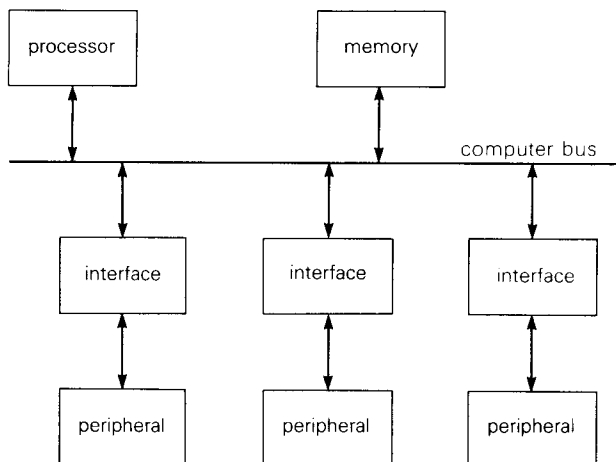 processor
memory
computer bus
interface
interface
interface
peripheral
peripheral
peripheral